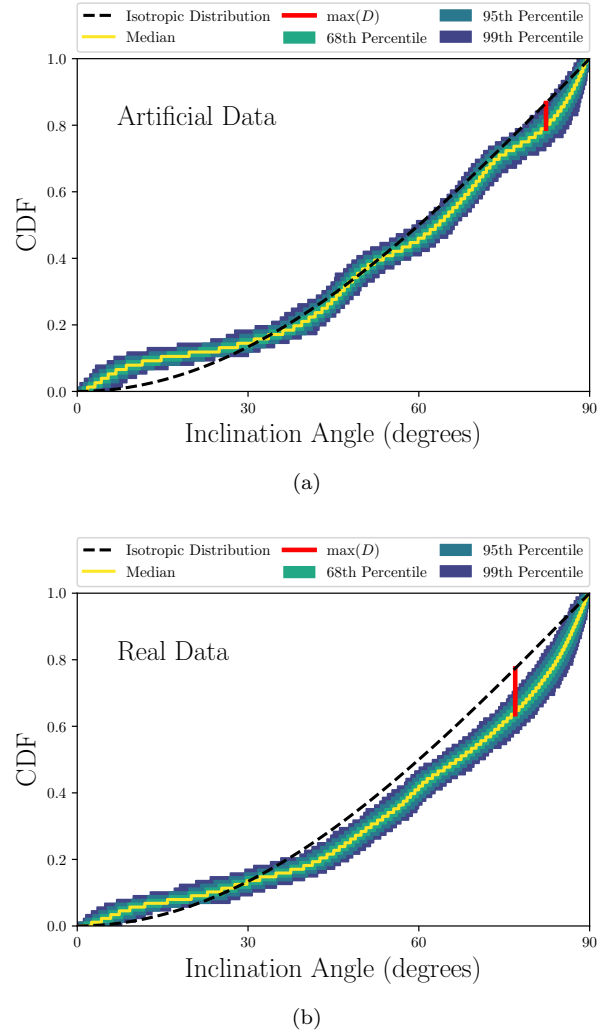 Isotropic Distribution max(D) 95th Percentile
Median 68th Percentile 99th Percentile
1.0
Artificial Data
0.8
0.6
CDF
0.4
0.2
0.0
0 30 60 90
Inclination Angle (degrees)
(a)
Isotropic Distribution max(D) 95th Percentile
Median 68th Percentile 99th Percentile
1.0
Real Data
0.8
0.6
CDF
0.4
0.2
0.0
0 30 60 90
Inclination Angle (degrees)
(b)